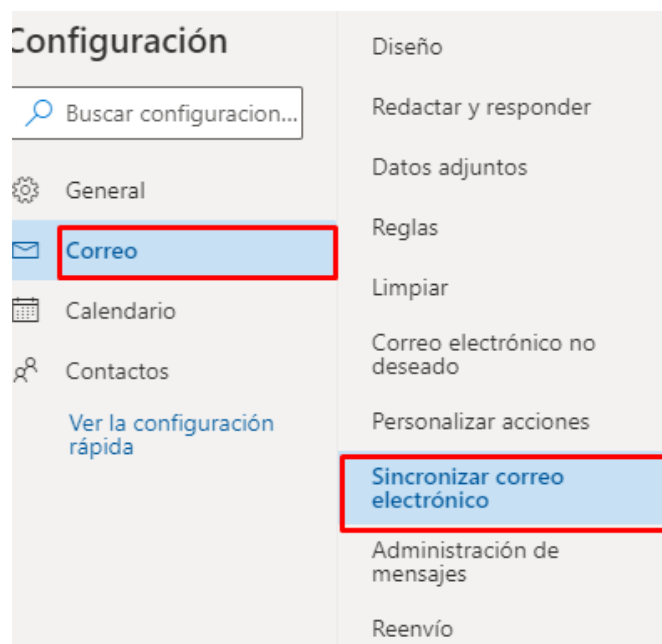 Configuración
Buscar configuracion...
General
Correo
Calendario
Contactos
Ver la configuración
rápida
Diseño
Redactar y responder
Datos adjuntos
Reglas
Limpiar
Correo electrónico no
deseado
Personalizar acciones
Sincronizar correo
electrónico
Administración de
mensajes
Reenvío